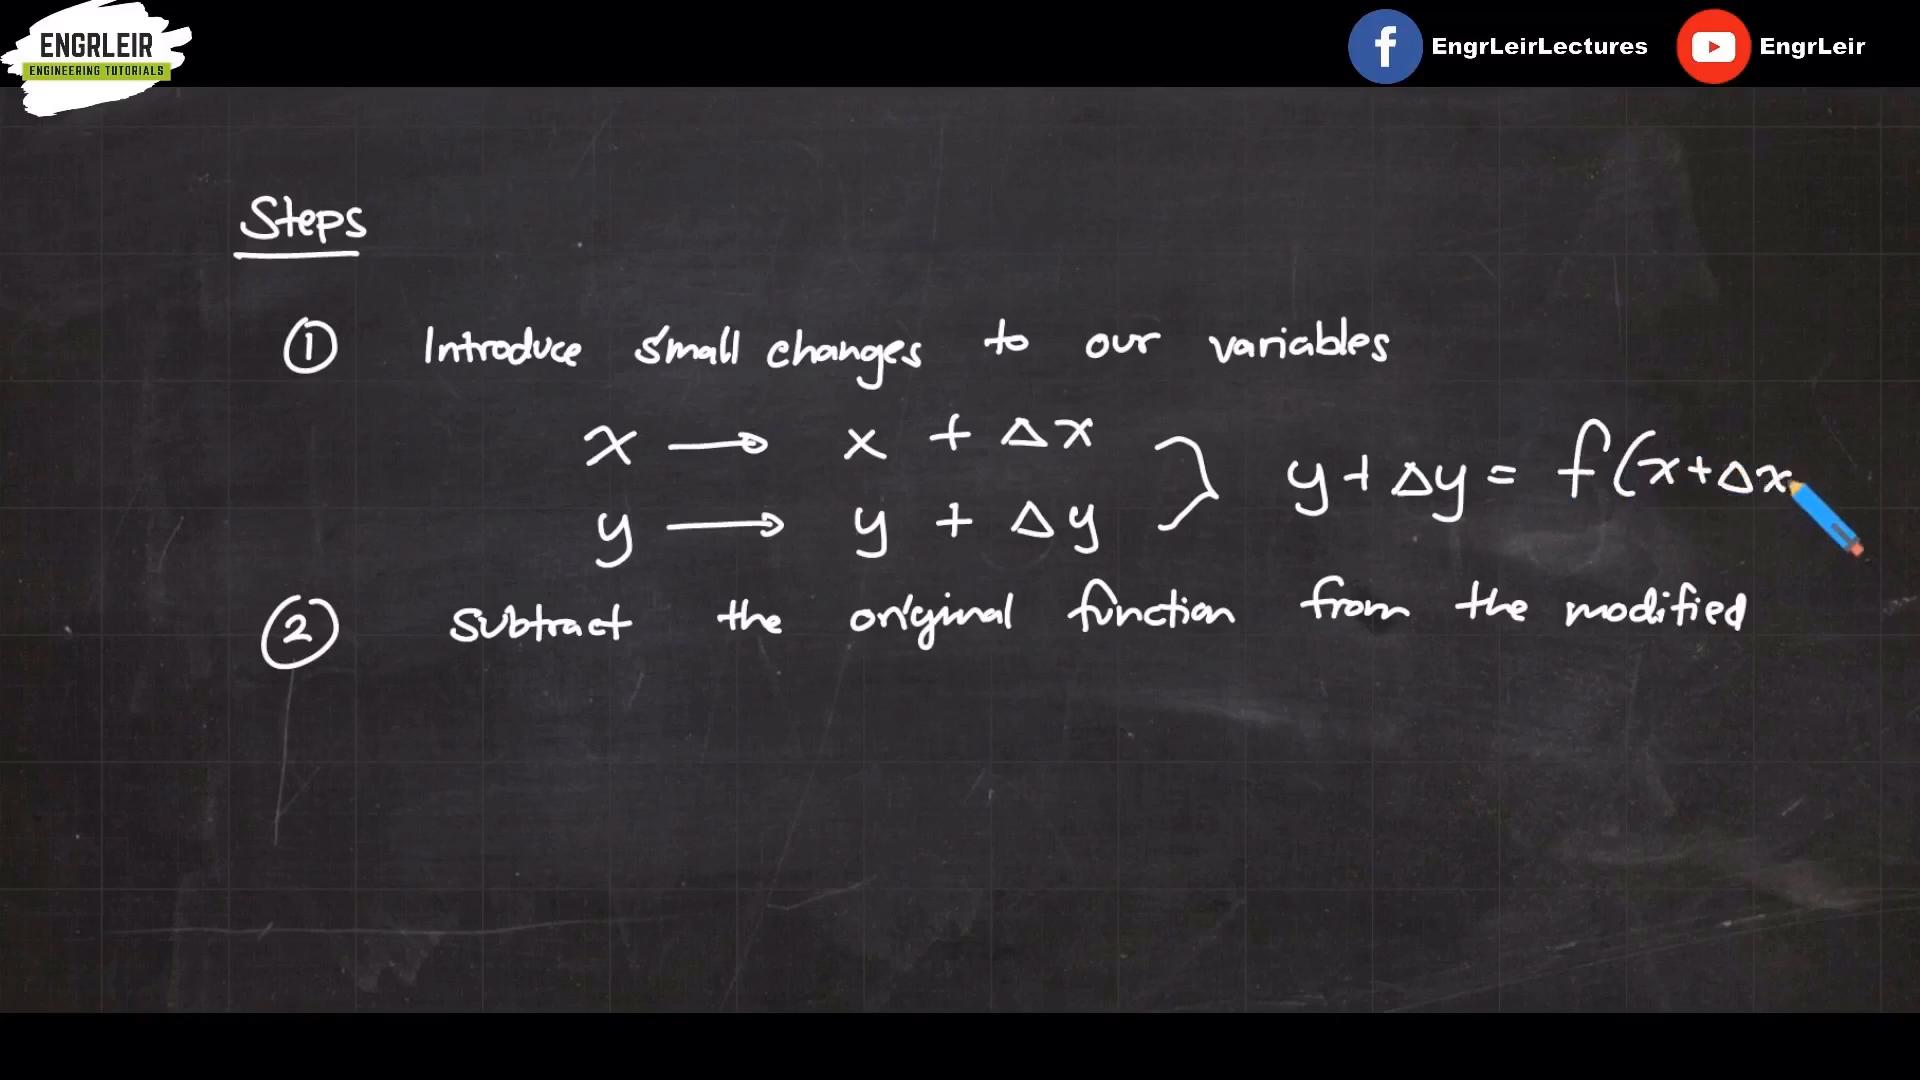 ENGRLEIR
ENGINEERING TUTORIALS
f EngrLeirLectures EngrLeir
Steps
① Introduce small changes to our variables
x → x + Δx
y → y + Δy
} y + Δy = f(x + Δx
② subtract the original function from the modified